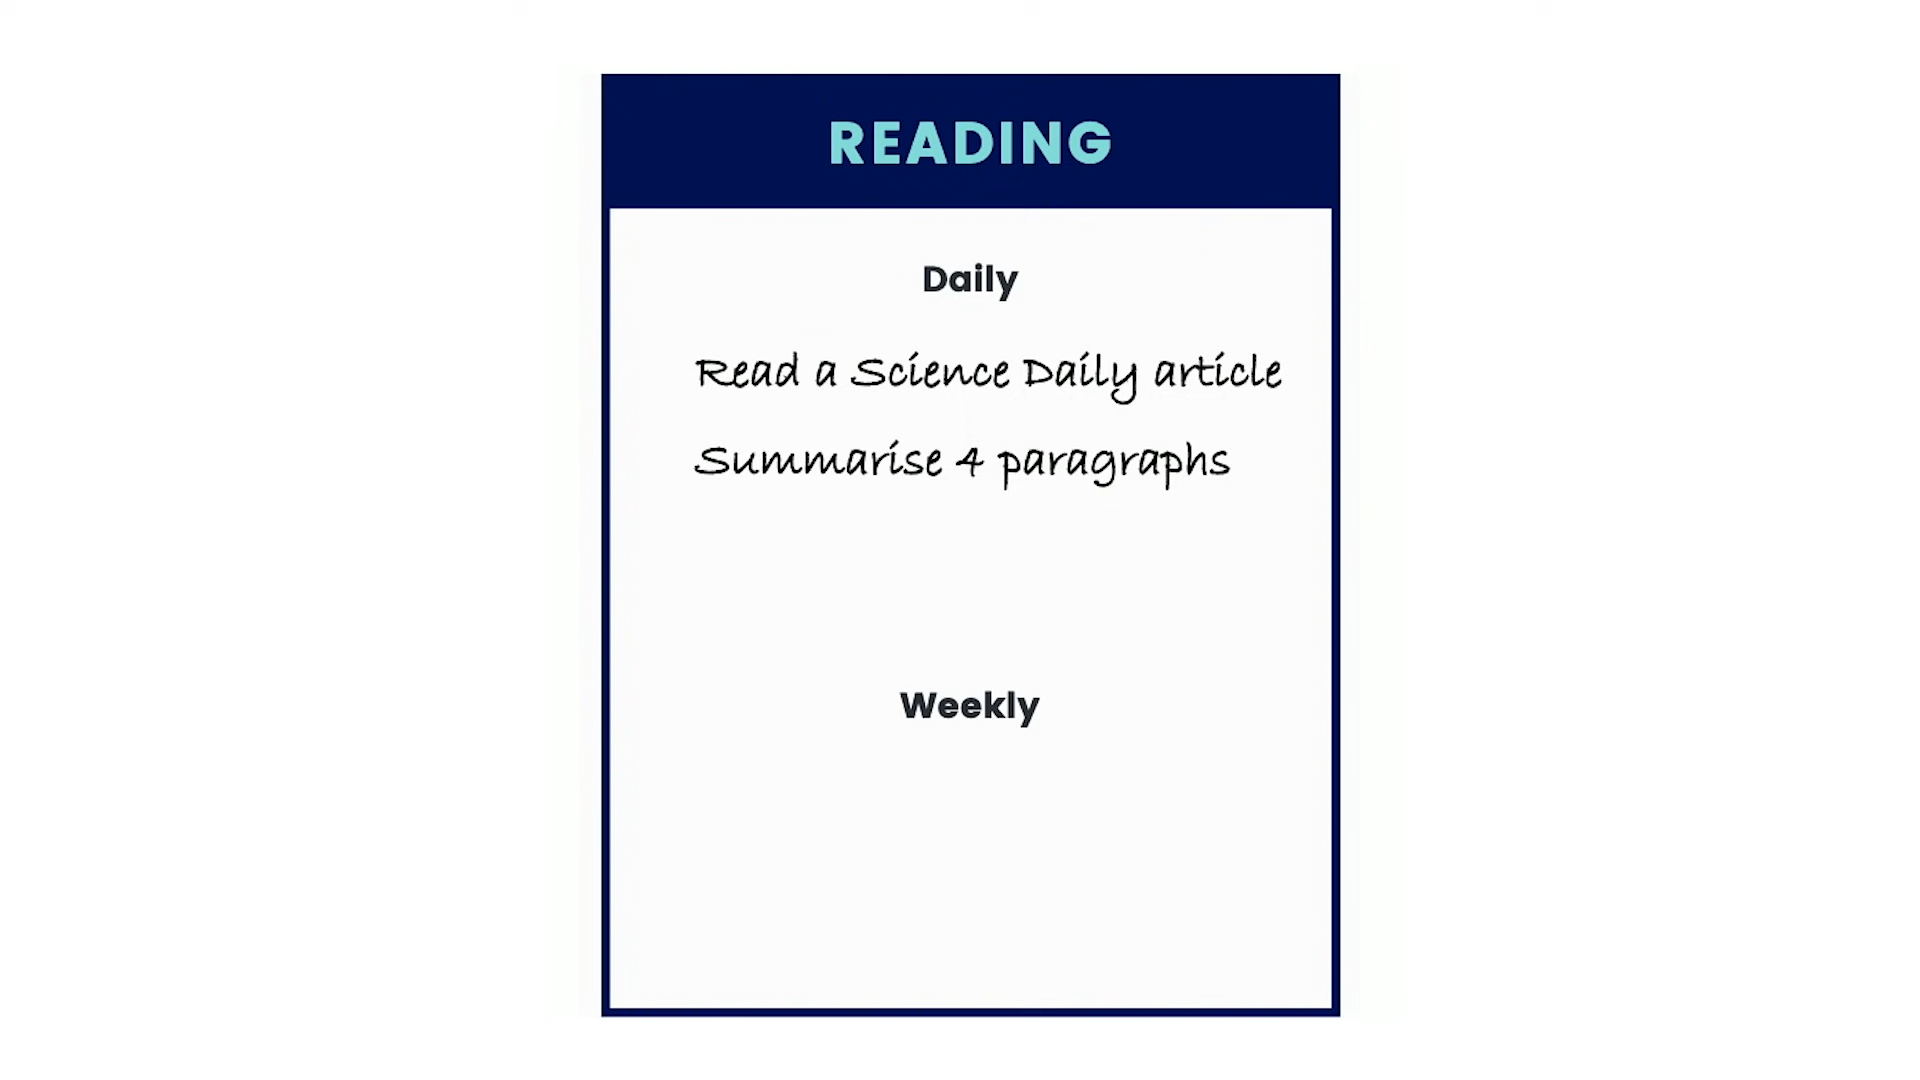 READING
Daily
Read a Science Daily article
Summarise 4 paragraphs
Weekly